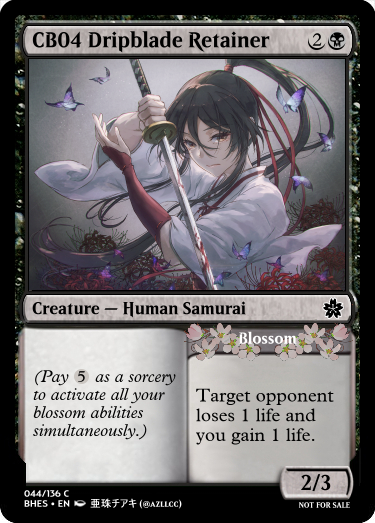 CB04 Dripblade Retainer 2
Creature — Human Samurai
Blossom
(Pay 5 as a sorcery
to activate all your
blossom abilities
simultaneously.)
Target opponent
loses 1 life and
you gain 1 life.
2/3
044/136 C
BHES • EN 亜珠チアキ (@AZLLCC)
NOT FOR SALE